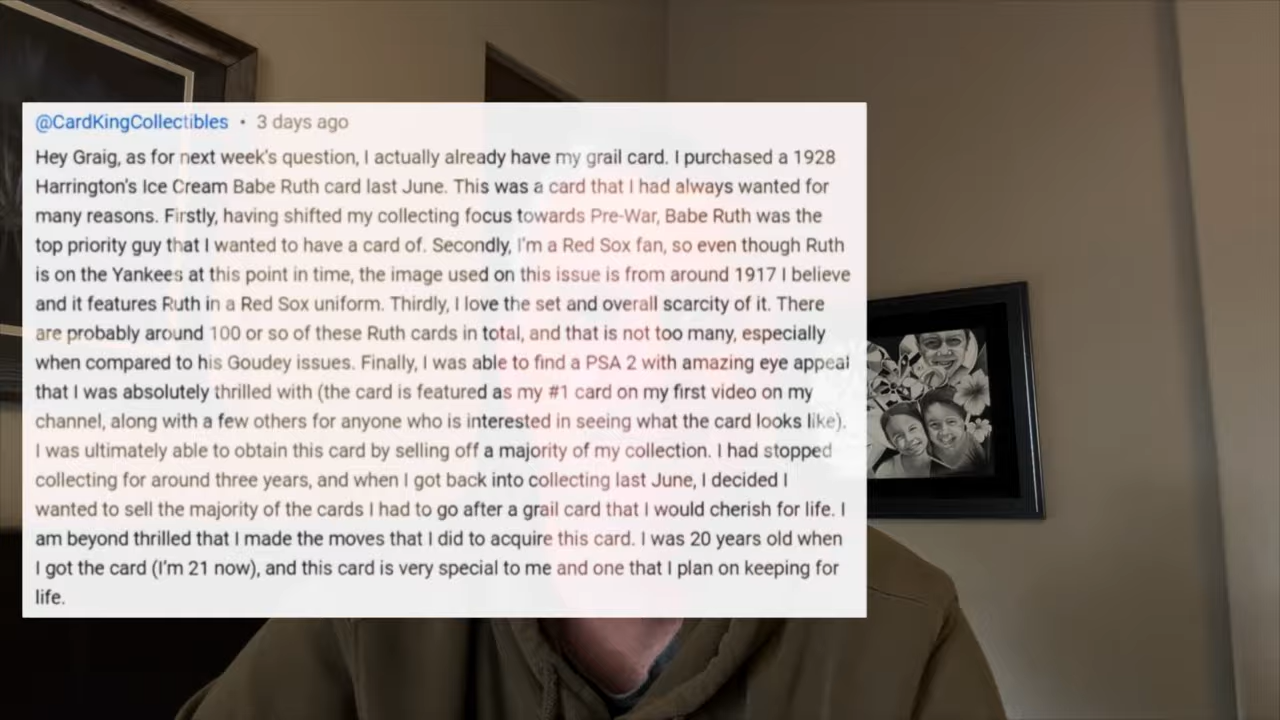 @CardKingCollectibles • 3 days ago
Hey Graig, as for next week's question, I actually already have my grail card. I purchased a 1928
Harrington's Ice Cream Babe Ruth card last June. This was a card that I had always wanted for
many reasons. Firstly, having shifted my collecting focus towards Pre-War, Babe Ruth was the
top priority guy that I wanted to have a card of. Secondly, I'm a Red Sox fan, so even though Ruth
is on the Yankees at this point in time, the image used on this issue is from around 1917 I believe
and it features Ruth in a Red Sox uniform. Thirdly, I love the set and overall scarcity of it. There
are probably around 100 or so of these Ruth cards in total, and that is not too many, especially
when compared to his Goudey issues. Finally, I was able to find a PSA 2 with amazing eye appeal
that I was absolutely thrilled with (the card is featured as my #1 card on my first video on my
channel, along with a few others for anyone who is interested in seeing what the card looks like).
I was ultimately able to obtain this card by selling off a majority of my collection. I had stopped
collecting for around three years, and when I got back into collecting last June, I decided I
wanted to sell the majority of the cards I had to go after a grail card that I would cherish for life. I
am beyond thrilled that I made the moves that I did to acquire this card. I was 20 years old when
I got the card (I'm 21 now), and this card is very special to me and one that I plan on keeping for
life.